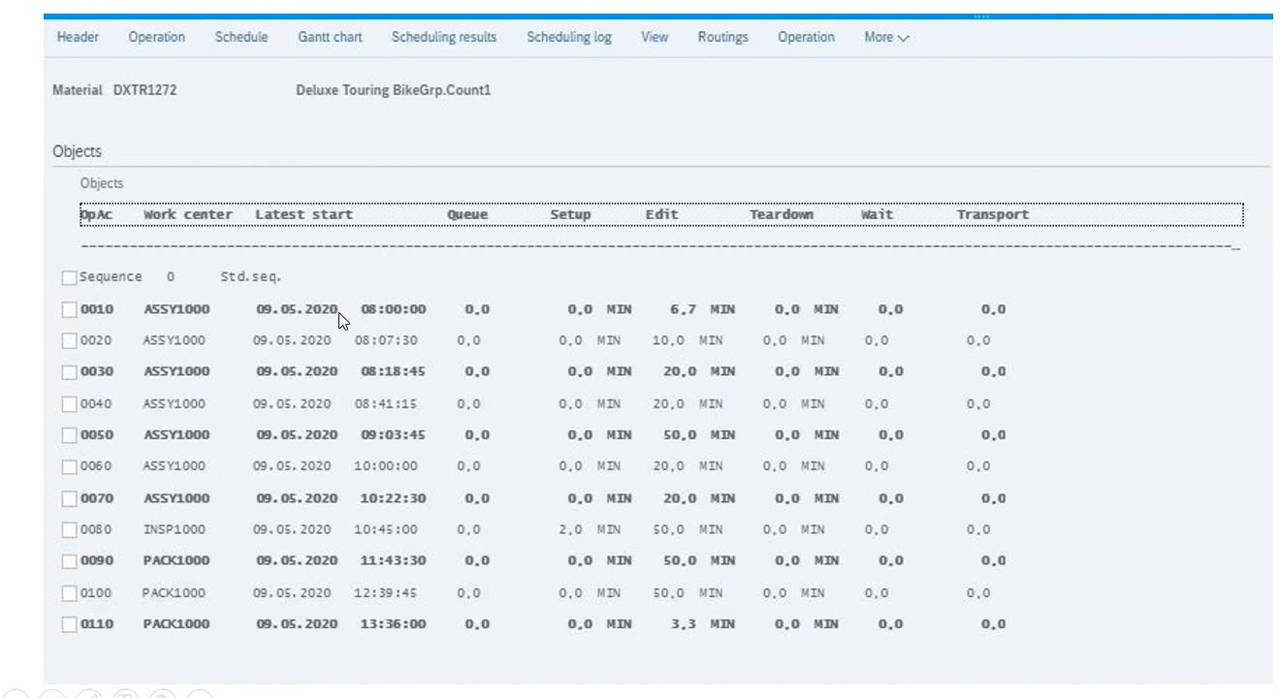 Header Operation Schedule Gantt chart Scheduling results Scheduling log View Routings Operation More
Material DXTR1272 Deluxe Touring BikeGrp.Count1
Objects
Objects
OpAc Work center Latest start Queue Setup Edit Teardown Wait Transport
Sequence 0 Std.seq.
0010 ASSY1000 09.05.2020 08:00:00 0,0 0,0 MIN 6,7 MIN 0,0 MIN 0,0 0,0
0020 ASSY1000 09.05.2020 08:07:30 0,0 0,0 MIN 10,0 MIN 0,0 MIN 0,0 0,0
0030 ASSY1000 09.05.2020 08:18:45 0,0 0,0 MIN 20,0 MIN 0,0 MIN 0,0 0,0
0040 ASSY1000 09.05.2020 08:41:15 0,0 0,0 MIN 20,0 MIN 0,0 MIN 0,0 0,0
0050 ASSY1000 09.05.2020 09:03:45 0,0 0,0 MIN 50,0 MIN 0,0 MIN 0,0 0,0
0060 ASSY1000 09.05.2020 10:00:00 0,0 0,0 MIN 20,0 MIN 0,0 MIN 0,0 0,0
0070 ASSY1000 09.05.2020 10:22:30 0,0 0,0 MIN 20,0 MIN 0,0 MIN 0,0 0,0
0080 INSP1000 09.05.2020 10:45:00 0,0 2,0 MIN 50,0 MIN 0,0 MIN 0,0 0,0
0090 PACK1000 09.05.2020 11:43:30 0,0 0,0 MIN 50,0 MIN 0,0 MIN 0,0 0,0
0100 PACK1000 09.05.2020 12:39:45 0,0 0,0 MIN 50,0 MIN 0,0 MIN 0,0 0,0
0110 PACK1000 09.05.2020 13:36:00 0,0 0,0 MIN 3,3 MIN 0,0 MIN 0,0 0,0